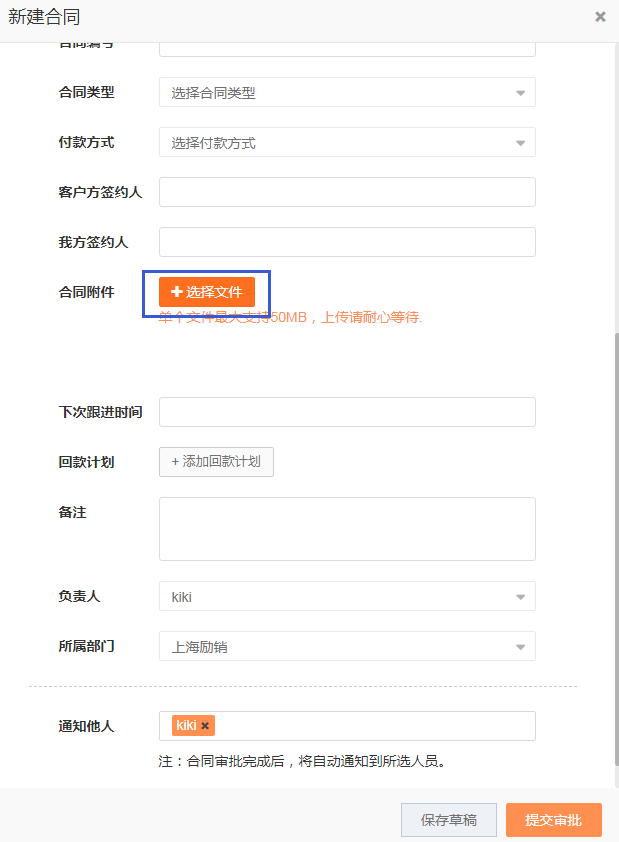 新建合同
合同编号
合同类型 选择合同类型
付款方式 选择付款方式
客户方签约人
我方签约人
合同附件 选择文件
单个文件最大支持50MB，上传请耐心等待.
下次跟进时间
回款计划 + 添加回款计划
备注
负责人 kiki
所属部门 上海励销
通知他人 kiki
注：合同审批完成后，将自动通知到所选人员。
保存草稿 提交审批